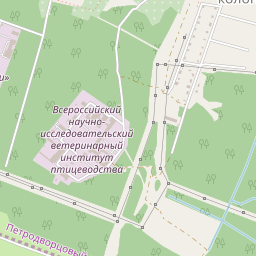 Всероссийский
научно-
исследовательский
ветеринарный
институт
птицеводства
Петродворцовый